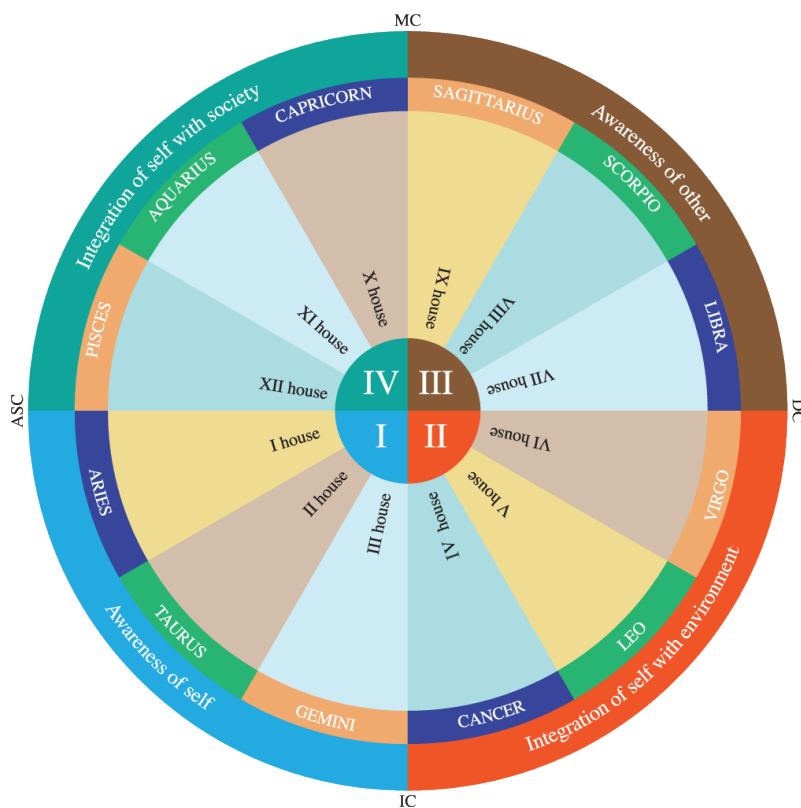 MC
Integration of self with society
Awareness of other
CAPRICORN
SAGITTARIUS
AQUARIUS
SCORPIO
PISCES
LIBRA
X house
IX house
XI house
VIII house
XII house
VII house
IV
III
ASC
DC
I
II
I house
VI house
II house
V house
III house
IV house
ARIES
VIRGO
TAURUS
LEO
GEMINI
CANCER
Awareness of self
Integration of self with environment
IC